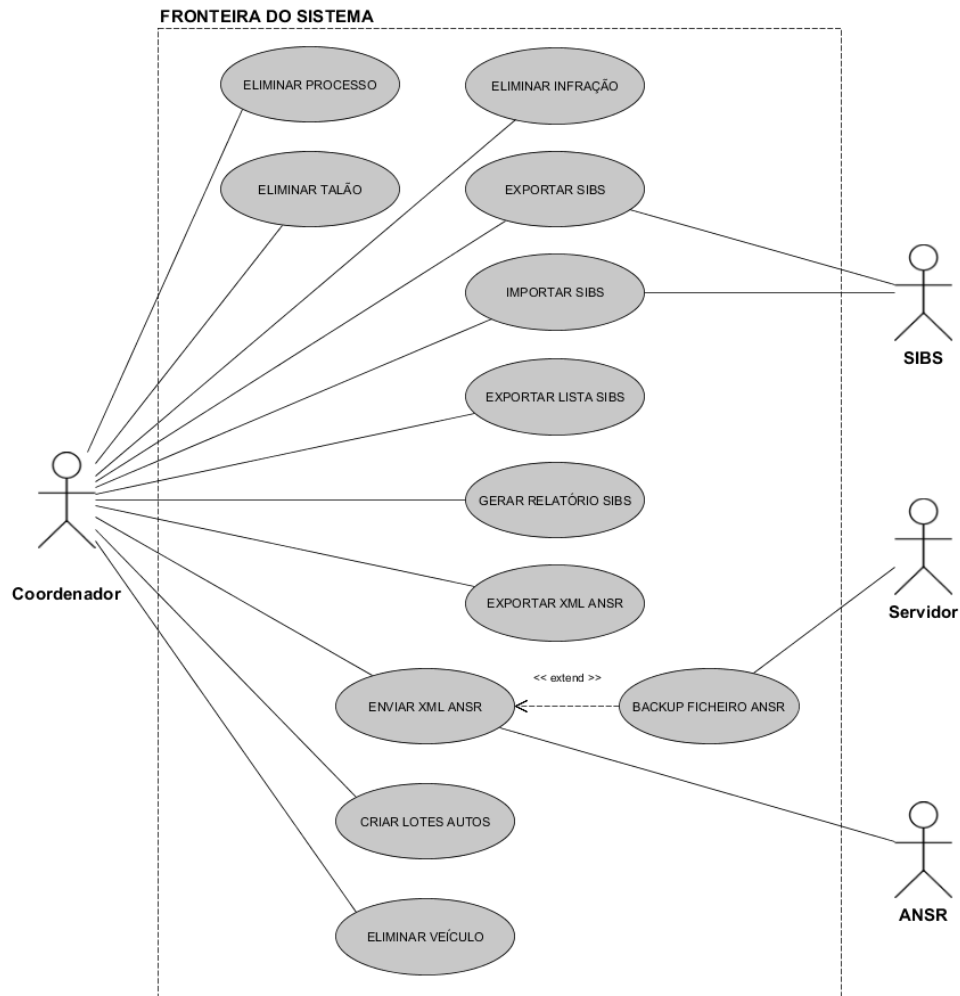 FRONTEIRA DO SISTEMA
ELIMINAR PROCESSO
ELIMINAR INFRAÇÃO
ELIMINAR TALÃO
EXPORTAR SIBS
IMPORTAR SIBS
SIBS
EXPORTAR LISTA SIBS
GERAR RELATÓRIO SIBS
Coordenador
EXPORTAR XML ANSR
Servidor
<< extend >>
ENVIAR XML ANSR
BACKUP FICHEIRO ANSR
CRIAR LOTES AUTOS
ANSR
ELIMINAR VEÍCULO